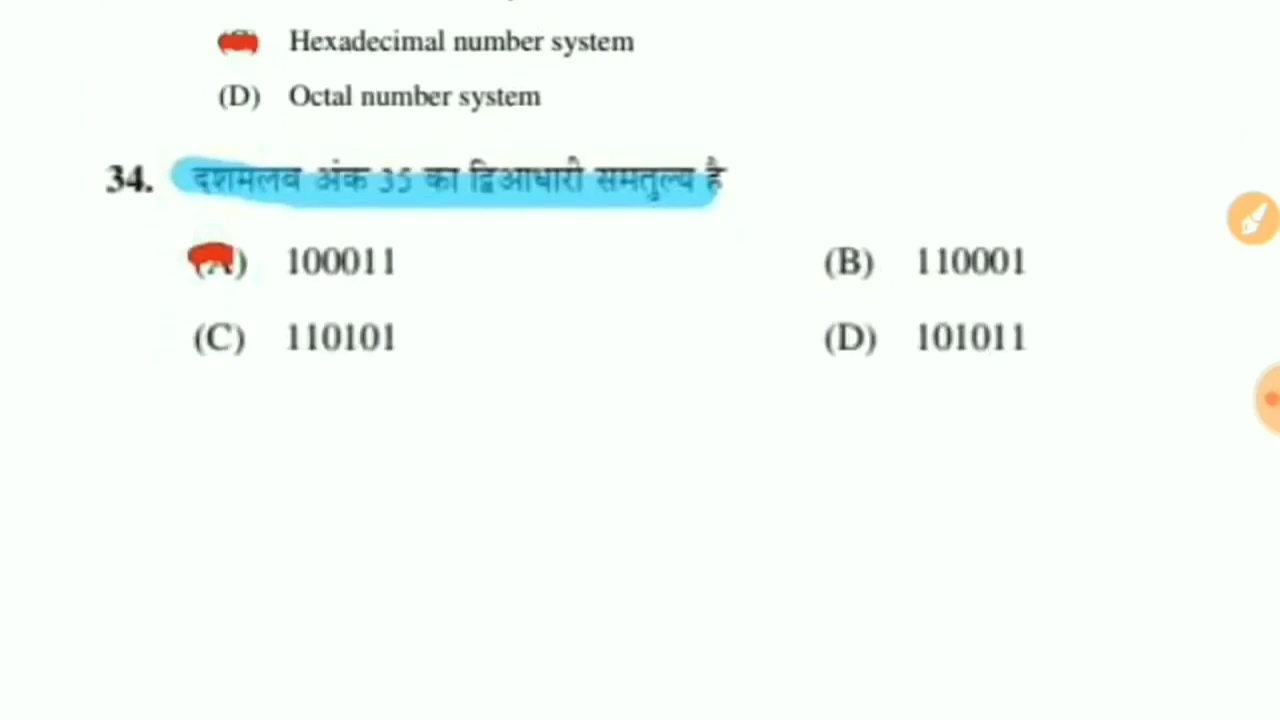 Hexadecimal number system
(D) Octal number system
34. दशमलव अंक 35 का द्विआधारी समतुल्य है
(A) 100011 (B) 110001
(C) 110101 (D) 101011